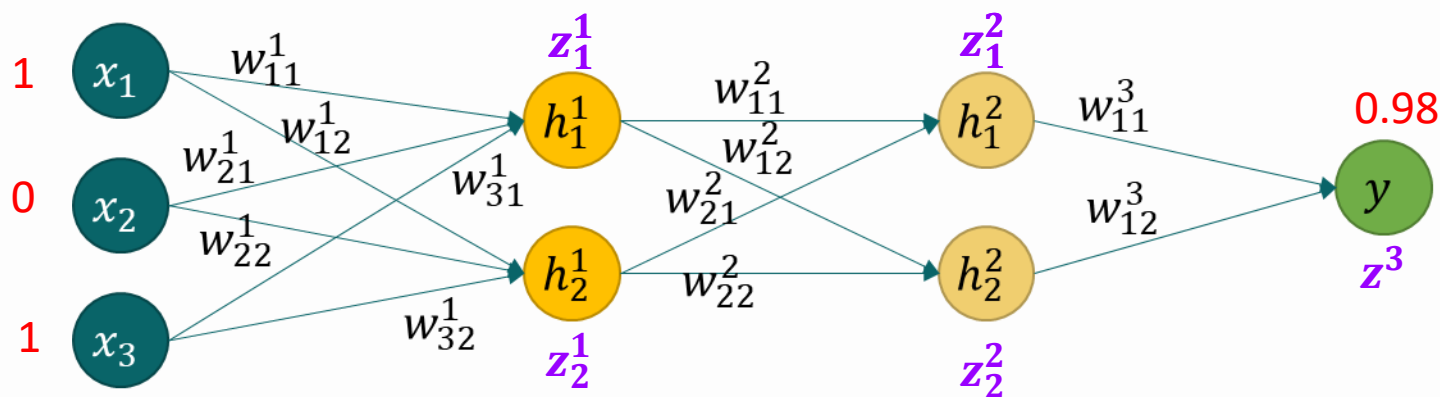 1
x₁
w¹₁₁
w¹₁₂
z¹₁
h¹₁
w²₁₁
w²₁₂
z²₁
h²₁
w³₁₁
0.98
0
x₂
w¹₂₁
w¹₂₂
w¹₃₁
w²₂₁
w³₁₂
y
z³
1
x₃
w¹₃₂
h¹₂
z¹₂
w²₂₂
h²₂
z²₂